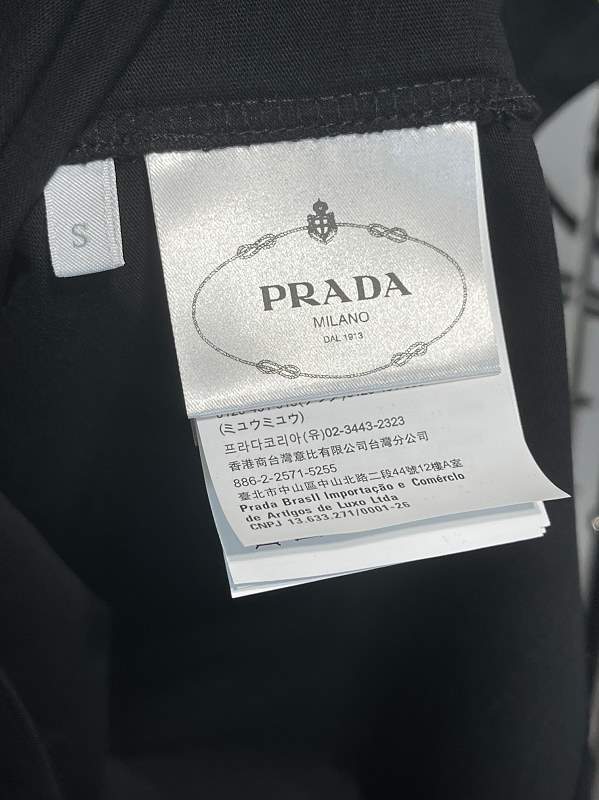 S
PRADA
MILANO
DAL 1913
(ミュウミュウ)
프라다코리아(유)02-3443-2323
香港商台灣意比有限公司台灣分公司
886-2-2571-5255
臺北市中山區中山北路二段44號12樓A室
Prada Brasil Importação e Comércio
de Artigos de Luxo Ltda
CNPJ 13.633.271/0001-26